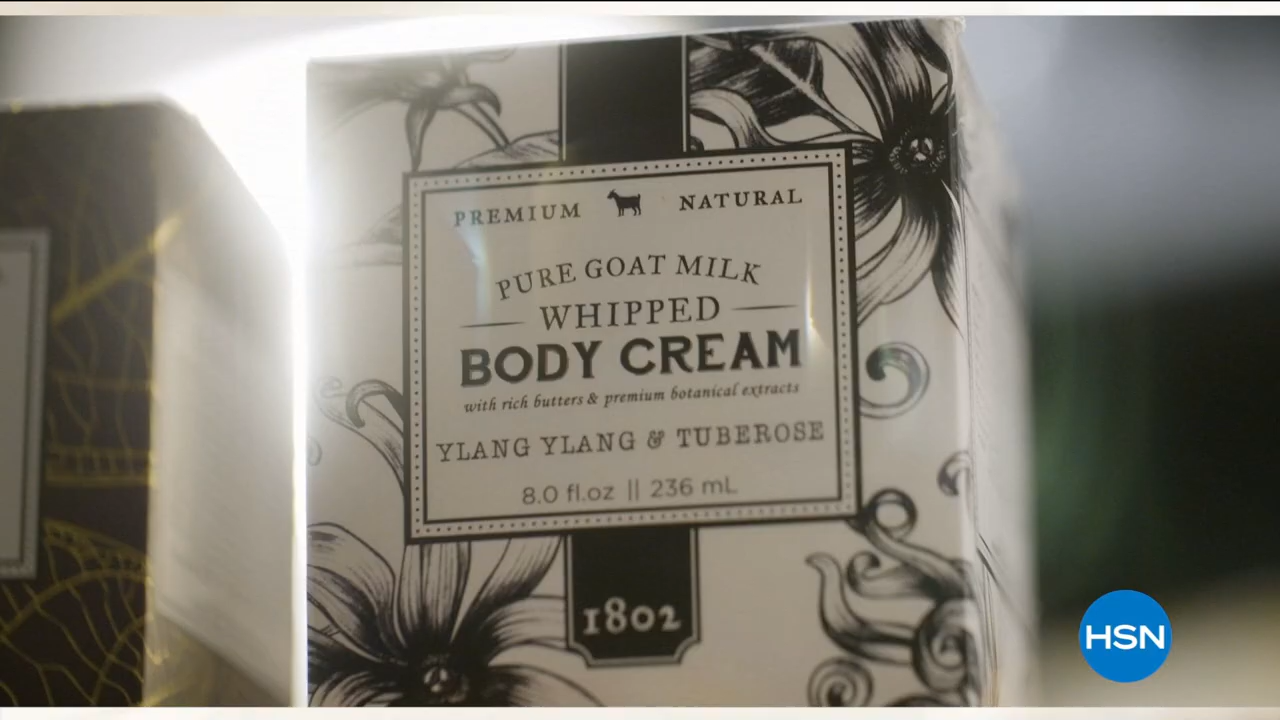 PREMIUM NATURAL
PURE GOAT MILK
WHIPPED
BODY CREAM
with rich butters & premium botanical extracts
YLANG YLANG & TUBEROSE
8.0 fl.oz || 236 mL
1802
HSN